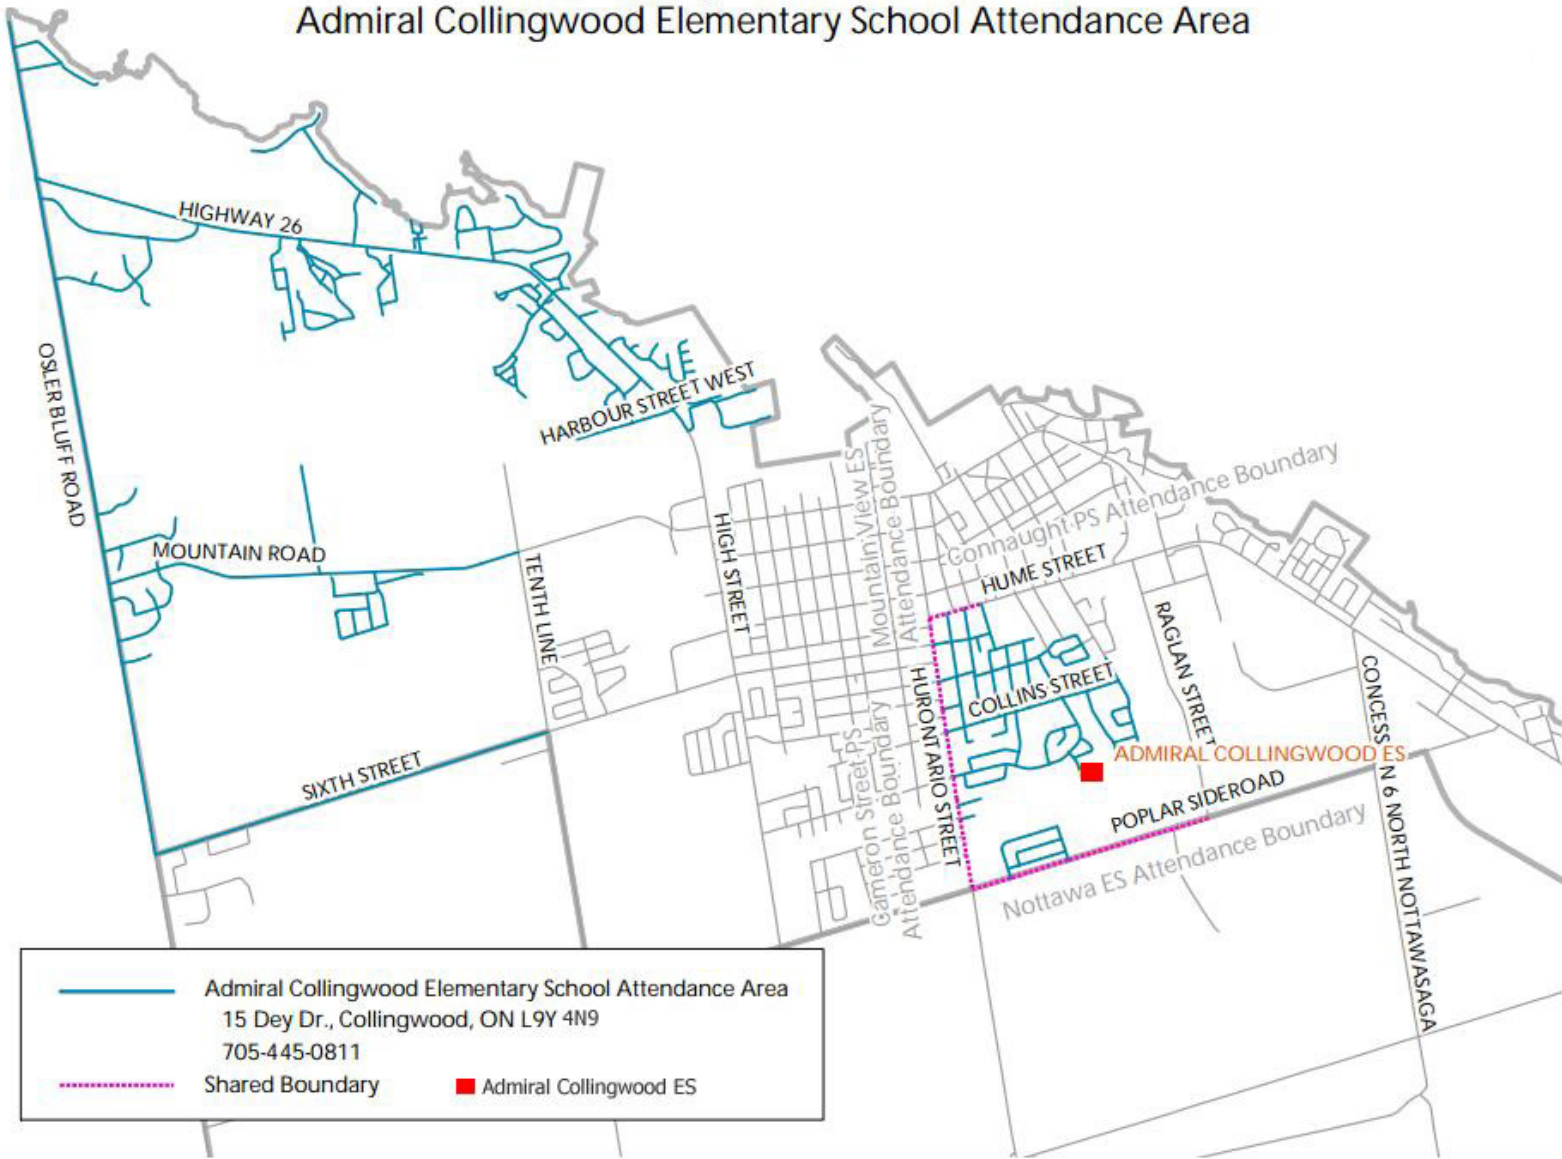 Admiral Collingwood Elementary School Attendance Area
HIGHWAY 26
OSLER BLUFF ROAD
HARBOUR STREET WEST
MOUNTAIN ROAD
TENTH LINE
HIGH STREET
SIXTH STREET
Mountain View ES
Attendance Boundary
Connaught PS Attendance Boundary
HUME STREET
RAGLAN STREET
COLLINS STREET
HURONTARIO STREET
ADMIRAL COLLINGWOOD ES
POPLAR SIDEROAD
CONCESS N 6 NORTH NOTTAWASAGA
Cameron Street PS
Attendance Boundary
Nottawa ES Attendance Boundary
Admiral Collingwood Elementary School Attendance Area
15 Dey Dr., Collingwood, ON L9Y 4N9
705-445-0811
Shared Boundary
Admiral Collingwood ES